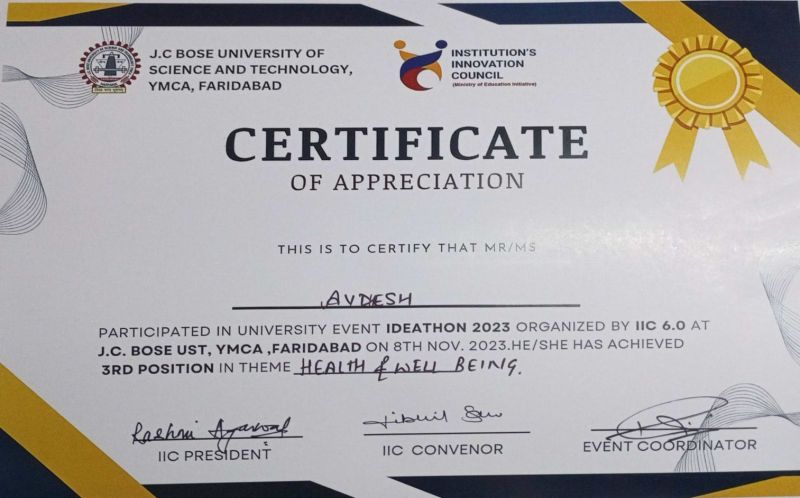 J.C BOSE UNIVERSITY OF
SCIENCE AND TECHNOLOGY,
YMCA, FARIDABAD
INSTITUTION'S
INNOVATION
COUNCIL
(Ministry of Education Initiative)
CERTIFICATE
OF APPRECIATION
THIS IS TO CERTIFY THAT MR/MS
AVDESH
PARTICIPATED IN UNIVERSITY EVENT IDEATHON 2023 ORGANIZED BY IIC 6.0 AT
J.C. BOSE UST, YMCA ,FARIDABAD ON 8TH NOV. 2023.HE/SHE HAS ACHIEVED
3RD POSITION IN THEME HEALTH & WELL BEING.
Rashmi Agarwal
IIC PRESIDENT
IIC CONVENOR
EVENT COORDINATOR